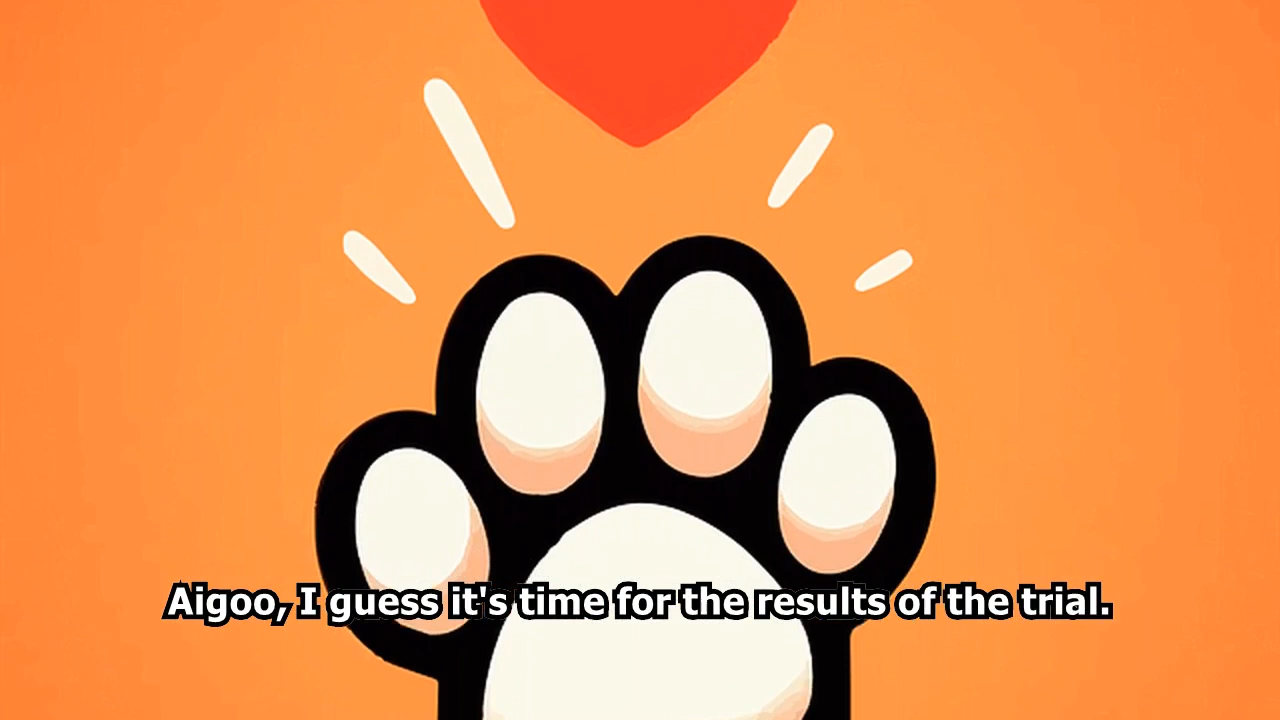 Aigoo, I guess it's time for the results of the trial.